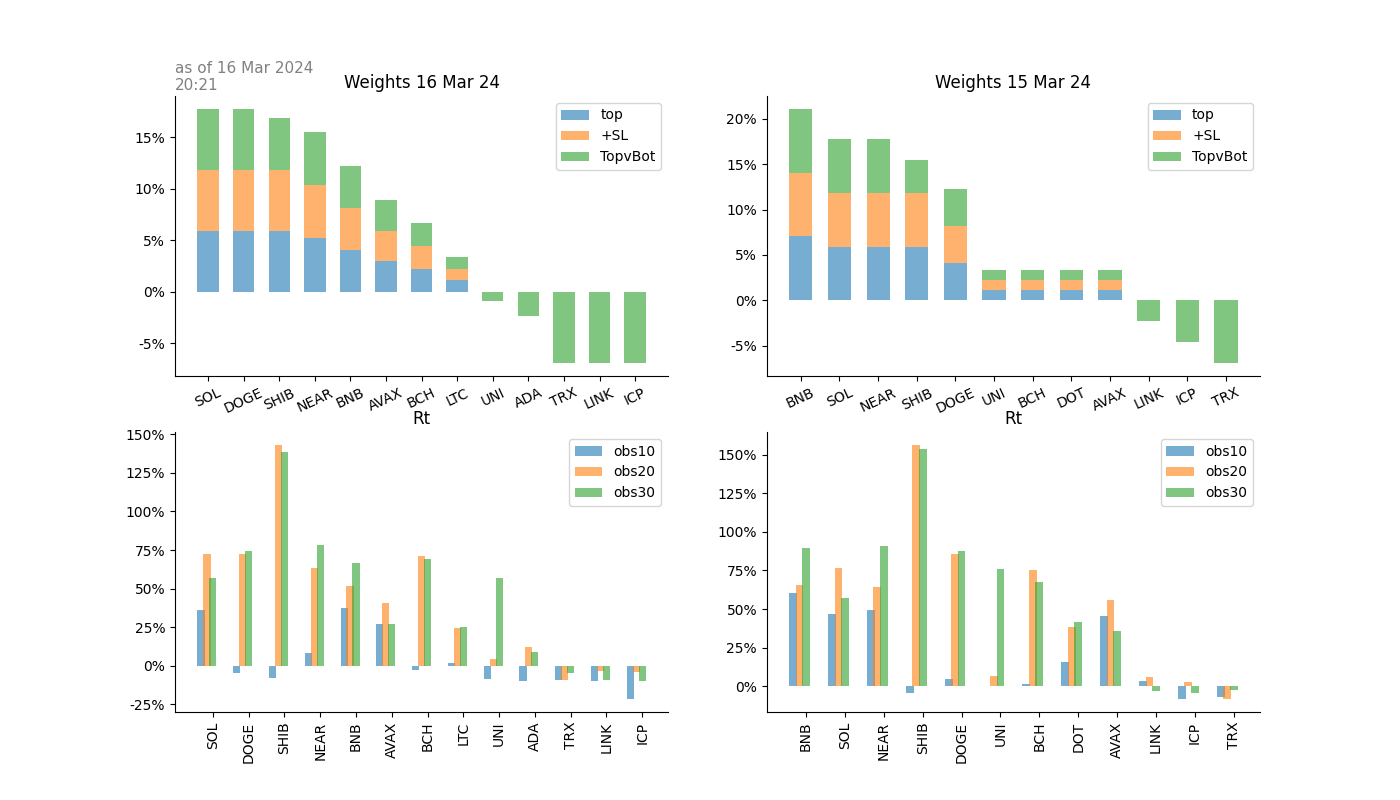 as of 16 Mar 2024
20:21
Weights 16 Mar 24
top
+SL
TopvBot
15%
10%
5%
0%
-5%
SOL DOGE SHIB NEAR BNB AVAX BCH LTC UNI ADA TRX LINK ICP
Weights 15 Mar 24
top
+SL
TopvBot
20%
15%
10%
5%
0%
-5%
BNB SOL NEAR SHIB DOGE UNI BCH DOT AVAX LINK ICP TRX
Rt
obs10
obs20
obs30
150%
125%
100%
75%
50%
25%
0%
-25%
SOL DOGE SHIB NEAR BNB AVAX BCH LTC UNI ADA TRX LINK ICP
Rt
obs10
obs20
obs30
150%
125%
100%
75%
50%
25%
0%
BNB SOL NEAR SHIB DOGE UNI BCH DOT AVAX LINK ICP TRX